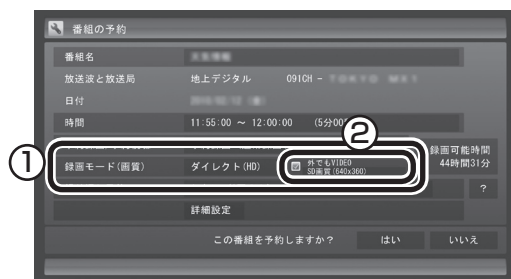 番組の予約
番組名
放送波と放送局 地上デジタル 091CH -
日付
時間 11:55:00 ～ 12:00:00 (5分00
②
①
録画モード(画質) ダイレクト(HD) 外でもVIDEO
SD画質(640x360)
録画可能時間
44時間31分
?
詳細設定
この番組を予約しますか? はい いいえ